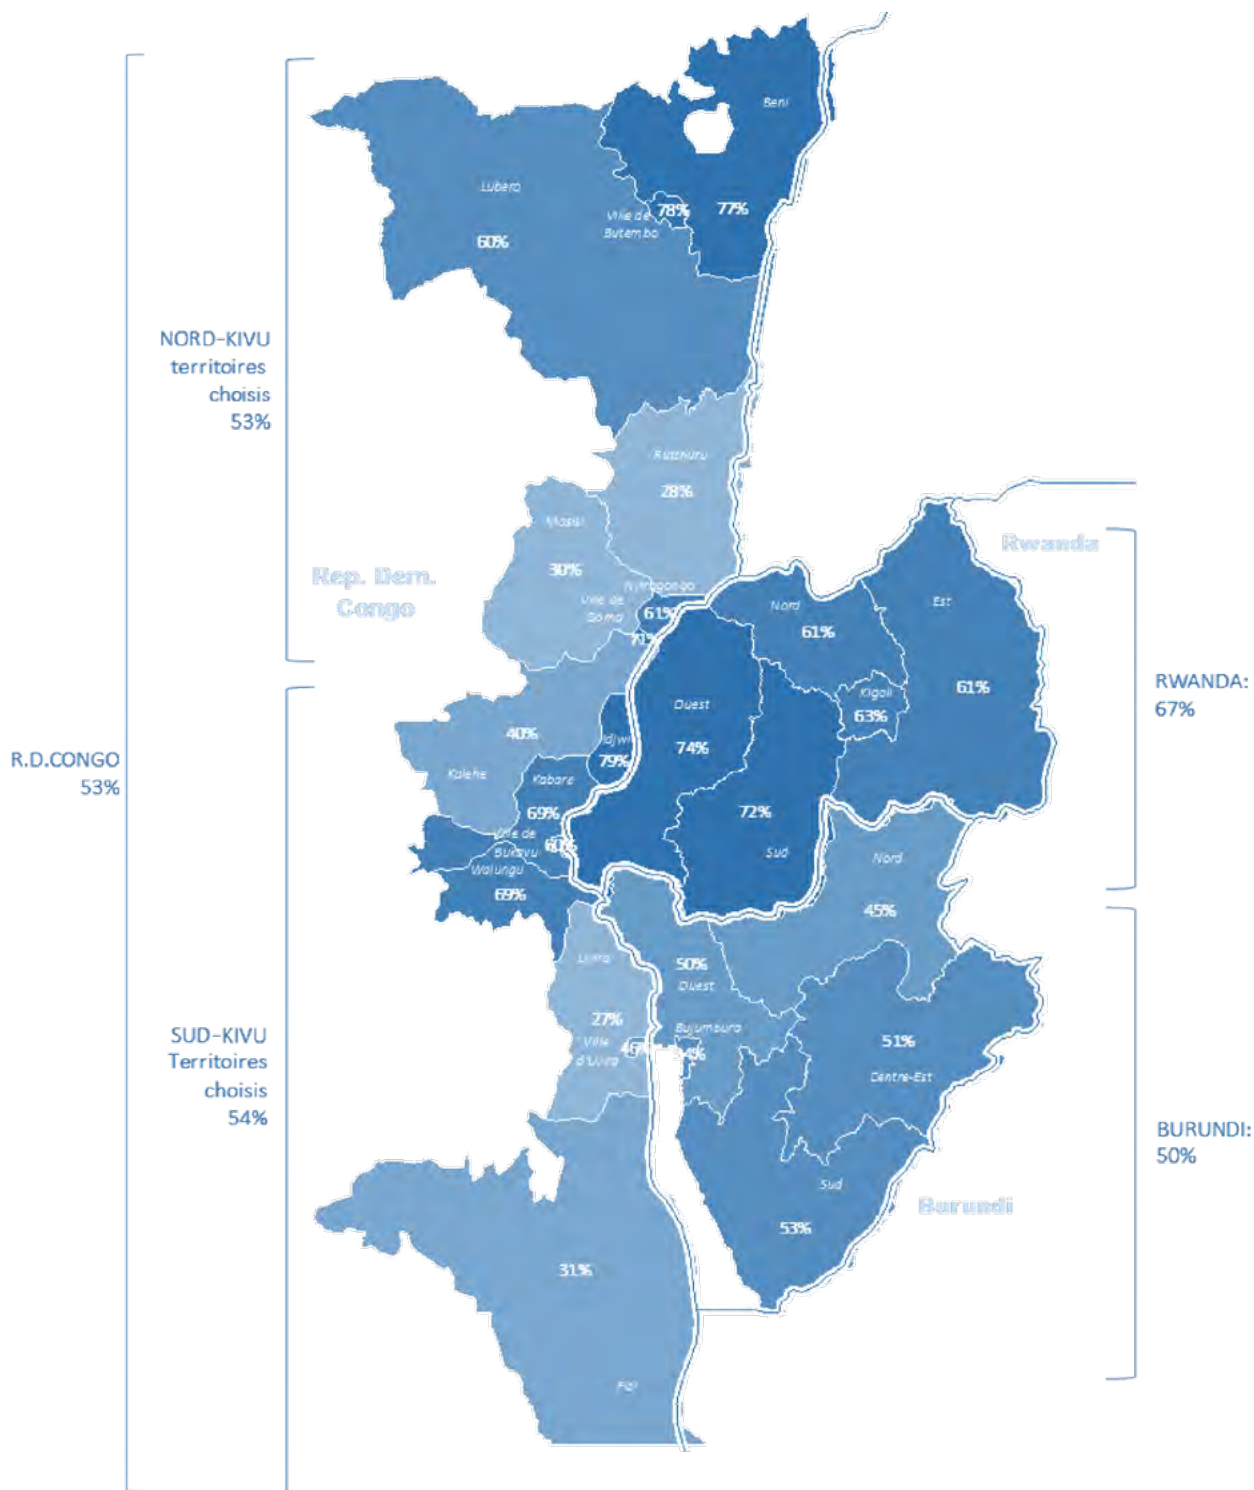 Beni
Lubero
78%
77%
Ville de
Butembo
60%
NORD-KIVU
territoires
choisis
53%
Rutshuru
28%
Masisi
30%
Rwanda
Rep. Dem.
Congo
Nyiragongo
Ville de
Goma
61%
71%
Nord
61%
Est
61%
Kigali
63%
RWANDA:
67%
Ouest
74%
40%
Idjwi
79%
Kalehe
Kabare
69%
R.D.CONGO
53%
72%
Sud
Ville de
Bukavu
60%
Walungu
69%
Nord
45%
50%
Ouest
27%
Ville
d'Uvira
46%
Bujumbura
51%
Centre-Est
SUD-KIVU
Territoires
choisis
54%
BURUNDI:
50%
Sud
53%
Burundi
31%
Fizi